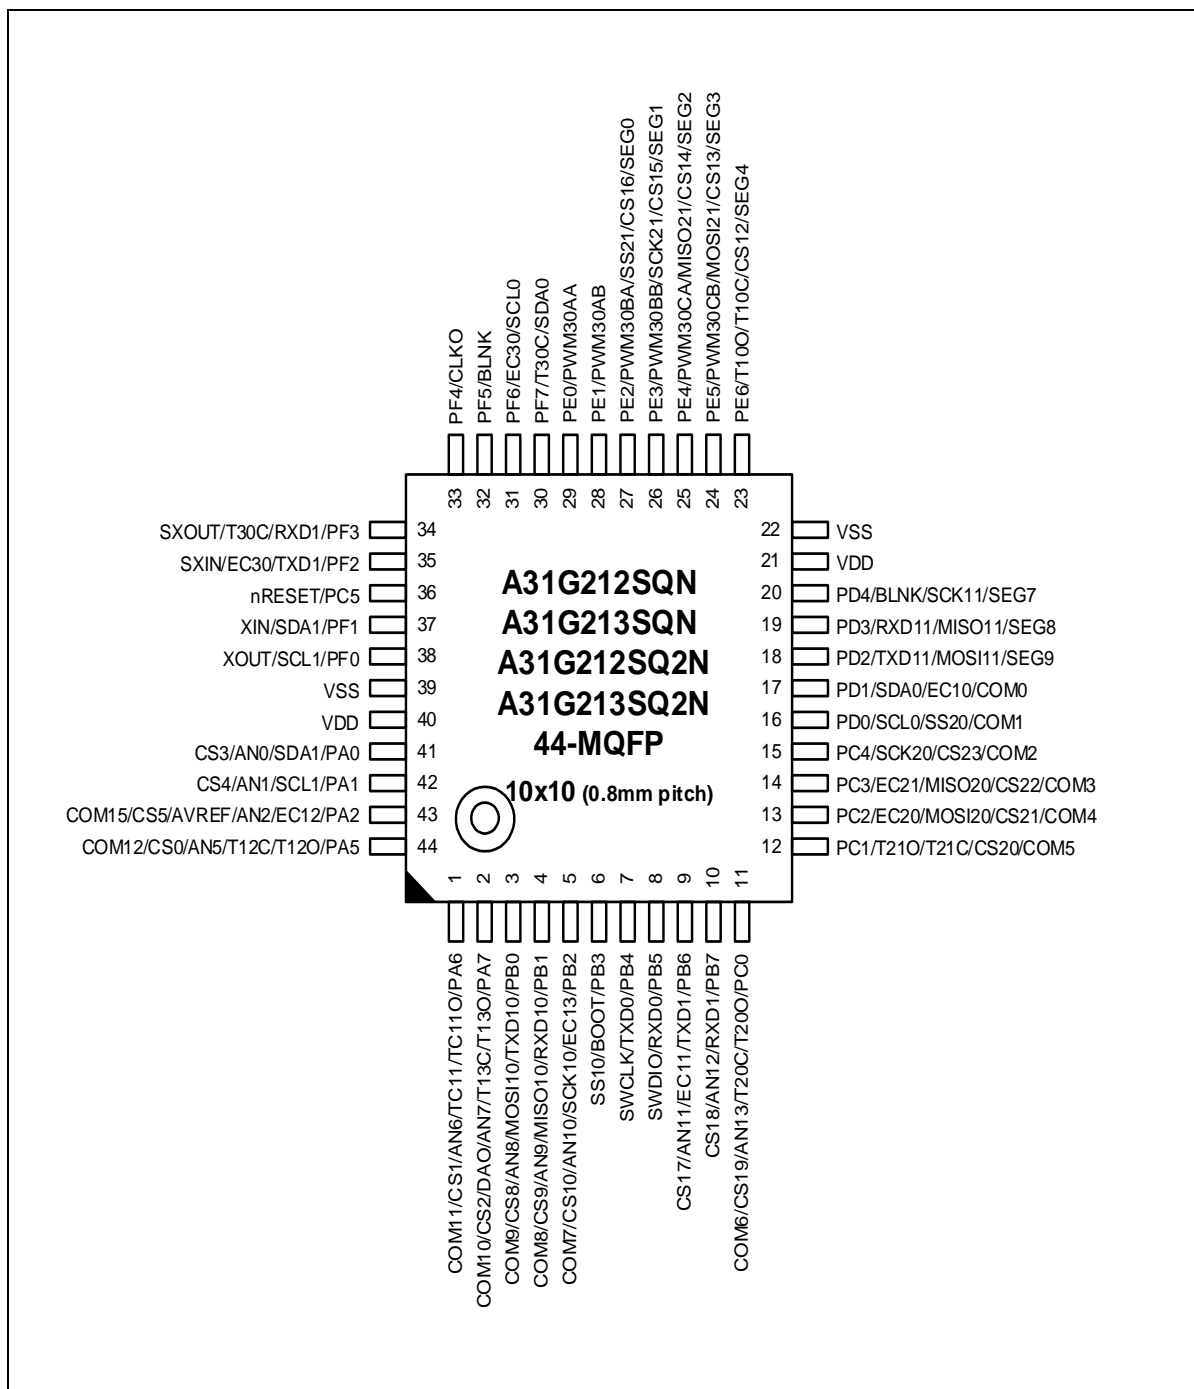 PF4/CLKO
PF5/BLNK
PF6/EC30/SCL0
PF7/T30C/SDA0
PE0/PWM30AA
PE1/PWM30AB
PE2/PWM30BA/SS21/CS16/SEG0
PE3/PWM30BB/SCK21/CS15/SEG1
PE4/PWM30CA/MISO21/CS14/SEG2
PE5/PWM30CB/MOSI21/CS13/SEG3
PE6/T10O/T10C/CS12/SEG4
33 32 31 30 29 28 27 26 25 24 23
SXOUT/T30C/RXD1/PF3 34
SXIN/EC30/TXD1/PF2 35
nRESET/PC5 36
XIN/SDA1/PF1 37
XOUT/SCL1/PF0 38
VSS 39
VDD 40
CS3/AN0/SDA1/PA0 41
CS4/AN1/SCL1/PA1 42
COM15/CS5/AVREF/AN2/EC12/PA2 43
COM12/CS0/AN5/T12C/T12O/PA5 44
A31G212SQN
A31G213SQN
A31G212SQ2N
A31G213SQ2N
44-MQFP
10x10 (0.8mm pitch)
22 VSS
21 VDD
20 PD4/BLNK/SCK11/SEG7
19 PD3/RXD11/MISO11/SEG8
18 PD2/TXD11/MOSI11/SEG9
17 PD1/SDA0/EC10/COM0
16 PD0/SCL0/SS20/COM1
15 PC4/SCK20/CS23/COM2
14 PC3/EC21/MISO20/CS22/COM3
13 PC2/EC20/MOSI20/CS21/COM4
12 PC1/T21O/T21C/CS20/COM5
1 2 3 4 5 6 7 8 9 10 11
COM11/CS1/AN6/TC11/TC11O/PA6
COM10/CS2/DAO/AN7/T13C/T13O/PA7
COM9/CS8/AN8/MOSI10/TXD10/PB0
COM8/CS9/AN9/MISO10/RXD10/PB1
COM7/CS10/AN10/SCK10/EC13/PB2
SS10/BOOT/PB3
SWCLK/TXD0/PB4
SWDIO/RXD0/PB5
CS17/AN11/EC11/TXD1/PB6
CS18/AN12/RXD1/PB7
COM6/CS19/AN13/T20C/T20O/PC0